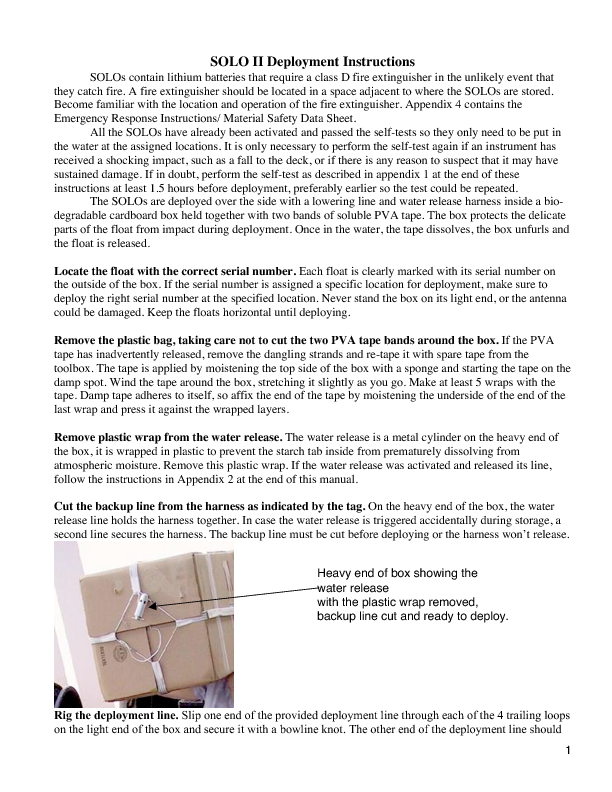 SOLO II Deployment Instructions
SOLOs contain lithium batteries that require a class D fire extinguisher in the unlikely event that
they catch fire. A fire extinguisher should be located in a space adjacent to where the SOLOs are stored.
Become familiar with the location and operation of the fire extinguisher. Appendix 4 contains the
Emergency Response Instructions/ Material Safety Data Sheet.
All the SOLOs have already been activated and passed the self-tests so they only need to be put in
the water at the assigned locations. It is only necessary to perform the self-test again if an instrument has
received a shocking impact, such as a fall to the deck, or if there is any reason to suspect that it may have
sustained damage. If in doubt, perform the self-test as described in appendix 1 at the end of these
instructions at least 1.5 hours before deployment, preferably earlier so the test could be repeated.
The SOLOs are deployed over the side with a lowering line and water release harness inside a bio-
degradable cardboard box held together with two bands of soluble PVA tape. The box protects the delicate
parts of the float from impact during deployment. Once in the water, the tape dissolves, the box unfurls and
the float is released.
Locate the float with the correct serial number. Each float is clearly marked with its serial number on
the outside of the box. If the serial number is assigned a specific location for deployment, make sure to
deploy the right serial number at the specified location. Never stand the box on its light end, or the antenna
could be damaged. Keep the floats horizontal until deploying.
Remove the plastic bag, taking care not to cut the two PVA tape bands around the box. If the PVA
tape has inadvertently released, remove the dangling strands and re-tape it with spare tape from the
toolbox. The tape is applied by moistening the top side of the box with a sponge and starting the tape on the
damp spot. Wind the tape around the box, stretching it slightly as you go. Make at least 5 wraps with the
tape. Damp tape adheres to itself, so affix the end of the tape by moistening the underside of the end of the
last wrap and press it against the wrapped layers.
Remove plastic wrap from the water release. The water release is a metal cylinder on the heavy end of
the box, it is wrapped in plastic to prevent the starch tab inside from prematurely dissolving from
atmospheric moisture. Remove this plastic wrap. If the water release was activated and released its line,
follow the instructions in Appendix 2 at the end of this manual.
Cut the backup line from the harness as indicated by the tag. On the heavy end of the box, the water
release line holds the harness together. In case the water release is triggered accidentally during storage, a
second line secures the harness. The backup line must be cut before deploying or the harness won't release.
Heavy end of box showing the
water release
with the plastic wrap removed,
backup line cut and ready to deploy.
Rig the deployment line. Slip one end of the provided deployment line through each of the 4 trailing loops
on the light end of the box and secure it with a bowline knot. The other end of the deployment line should
1